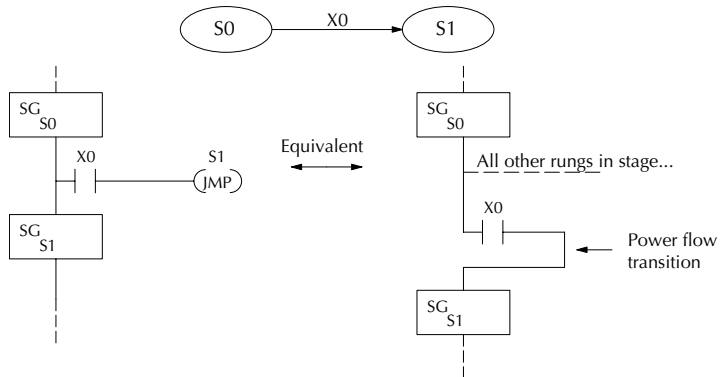 S0
X0
S1
SG
S0
X0
S1
JMP
SG
S1
Equivalent
SG
S0
All other rungs in stage...
X0
Power flow
transition
SG
S1